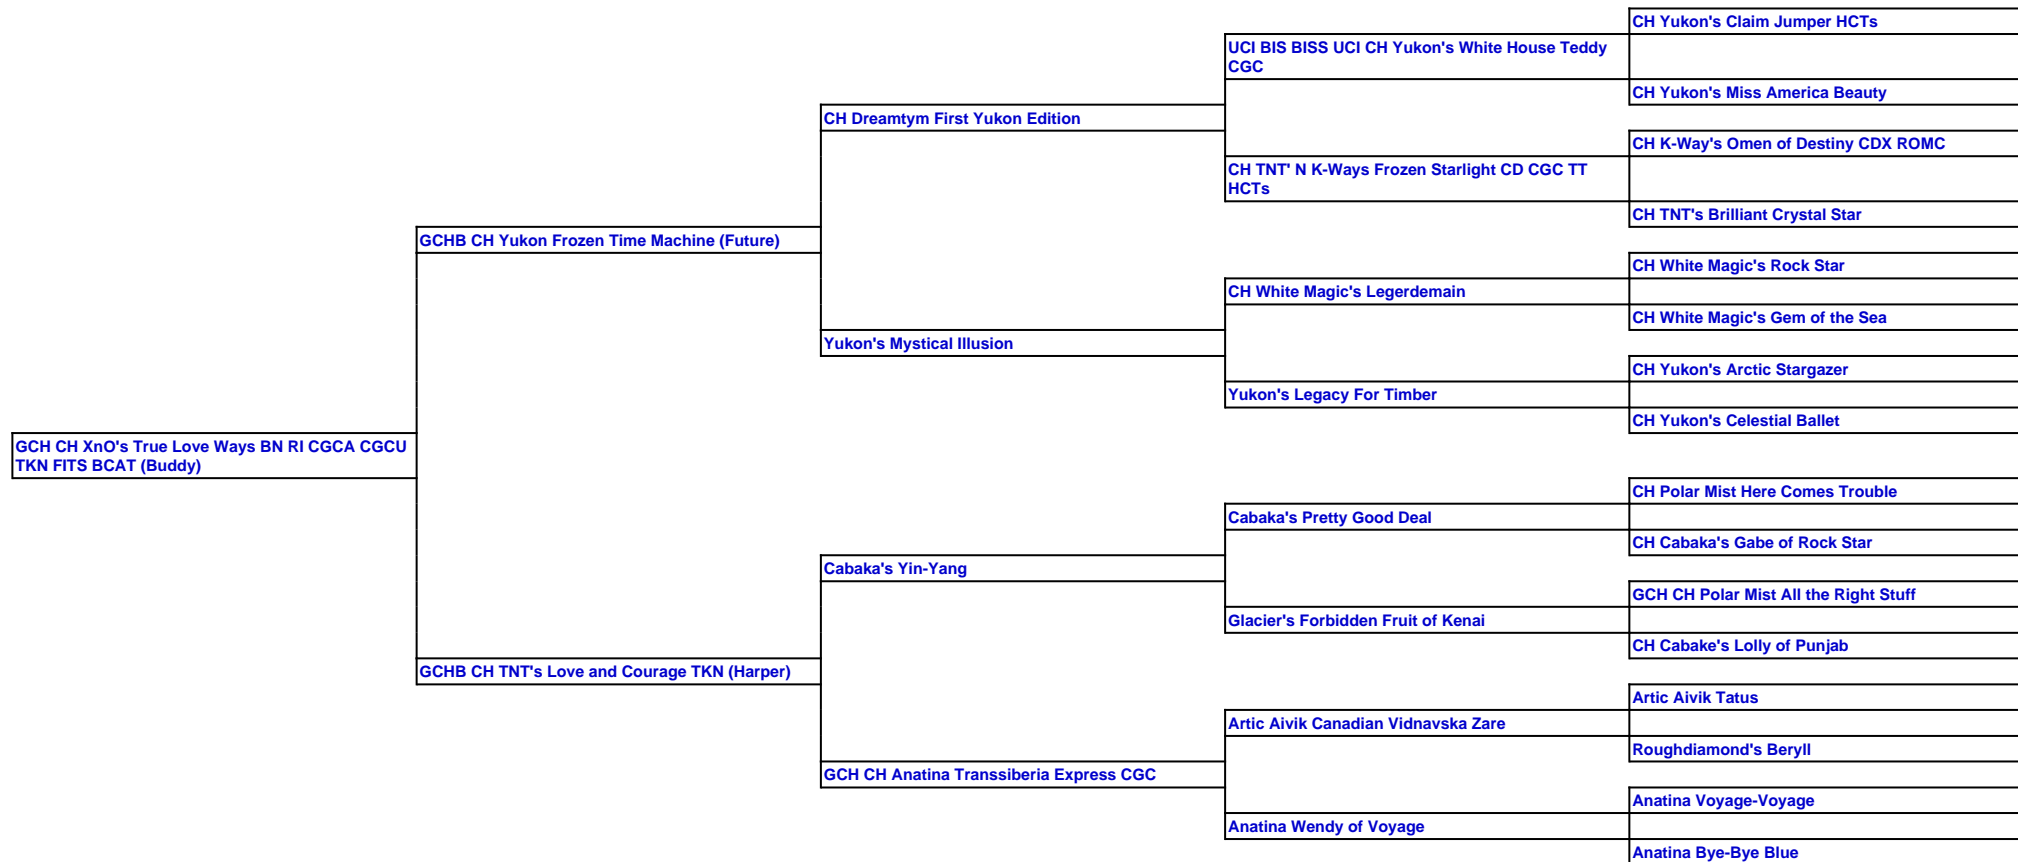 CH Yukon's Claim Jumper HCTs
UCI BIS BISS UCI CH Yukon's White House Teddy
CGC
CH Yukon's Miss America Beauty
CH Dreamtym First Yukon Edition
CH K-Way's Omen of Destiny CDX ROMC
CH TNT' N K-Ways Frozen Starlight CD CGC TT
HCTs
CH TNT's Brilliant Crystal Star
GCHB CH Yukon Frozen Time Machine (Future)
CH White Magic's Rock Star
CH White Magic's Legerdemain
CH White Magic's Gem of the Sea
Yukon's Mystical Illusion
CH Yukon's Arctic Stargazer
Yukon's Legacy For Timber
CH Yukon's Celestial Ballet
GCH CH XnO's True Love Ways BN RI CGCA CGCU
TKN FITS BCAT (Buddy)
CH Polar Mist Here Comes Trouble
Cabaka's Pretty Good Deal
CH Cabaka's Gabe of Rock Star
Cabaka's Yin-Yang
GCH CH Polar Mist All the Right Stuff
Glacier's Forbidden Fruit of Kenai
CH Cabake's Lolly of Punjab
GCHB CH TNT's Love and Courage TKN (Harper)
Artic Aivik Tatus
Artic Aivik Canadian Vidnavska Zare
Roughdiamond's Beryll
GCH CH Anatina Transsiberia Express CGC
Anatina Voyage-Voyage
Anatina Wendy of Voyage
Anatina Bye-Bye Blue